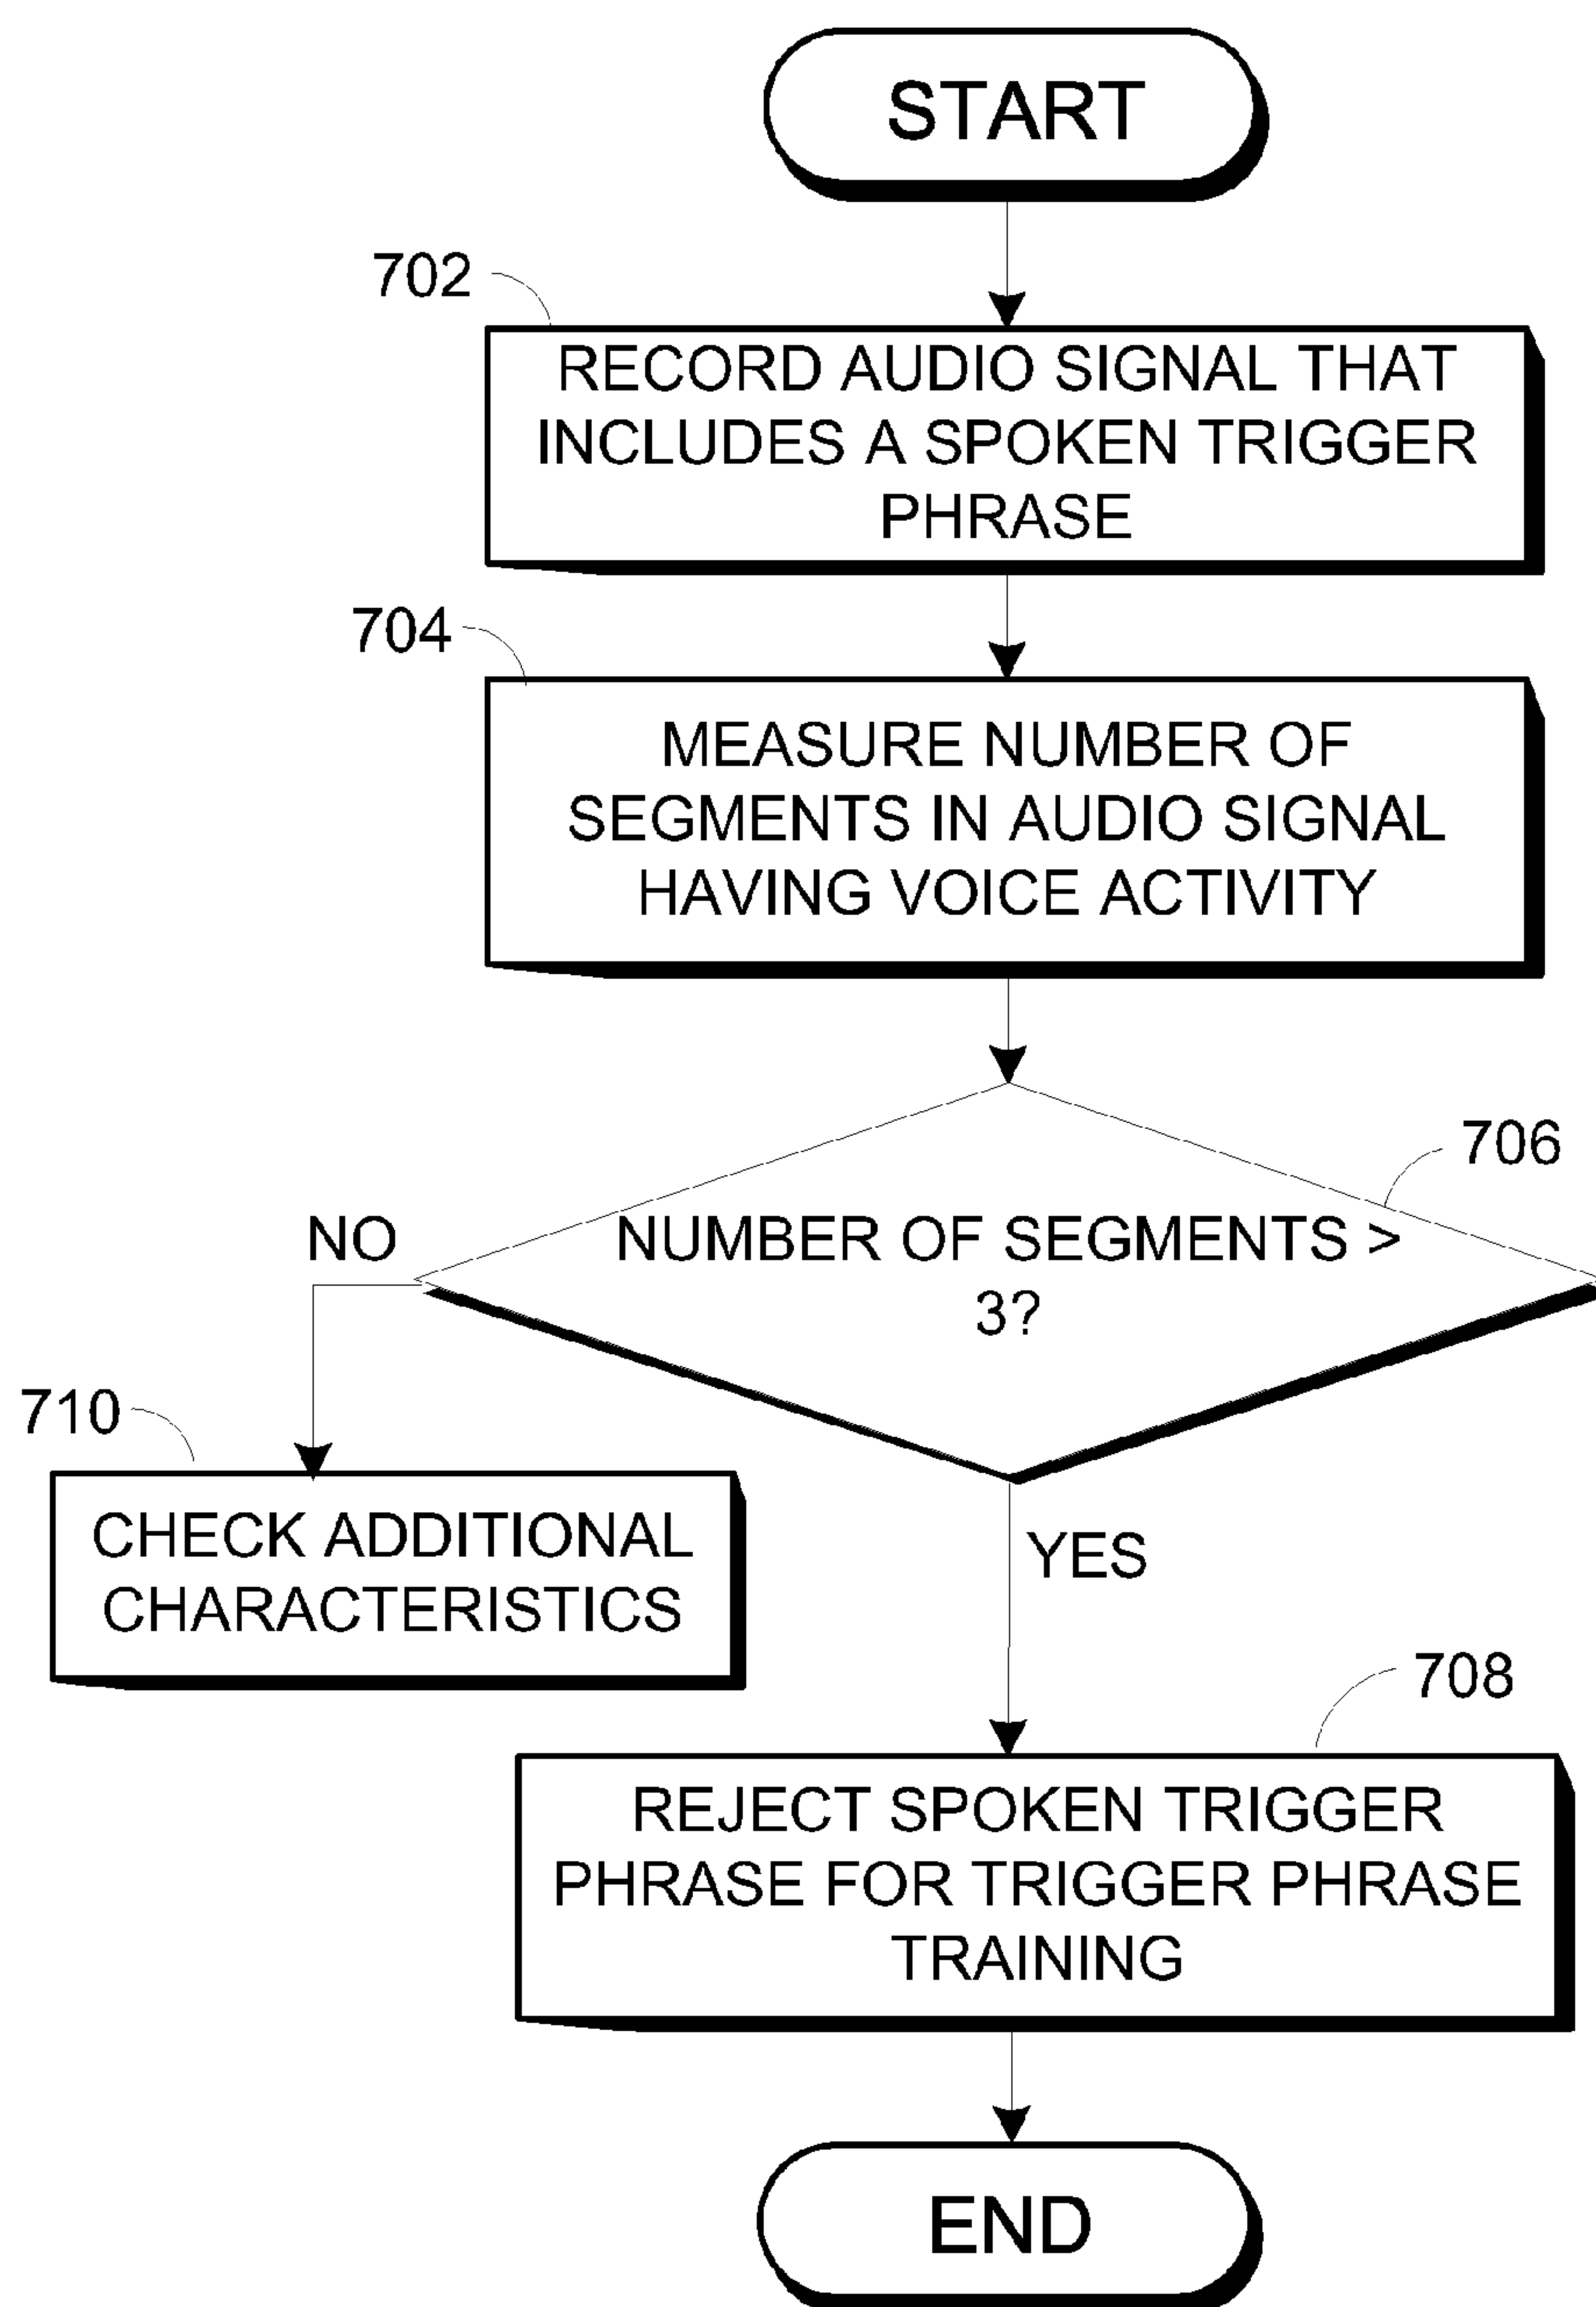 START
702
RECORD AUDIO SIGNAL THAT
INCLUDES A SPOKEN TRIGGER
PHRASE
704
MEASURE NUMBER OF
SEGMENTS IN AUDIO SIGNAL
HAVING VOICE ACTIVITY
706
NO
NUMBER OF SEGMENTS >
3?
710
CHECK ADDITIONAL
CHARACTERISTICS
YES
708
REJECT SPOKEN TRIGGER
PHRASE FOR TRIGGER PHRASE
TRAINING
END